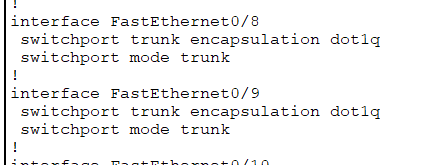 !
interface FastEthernet0/8
 switchport trunk encapsulation dot1q
 switchport mode trunk
!
interface FastEthernet0/9
 switchport trunk encapsulation dot1q
 switchport mode trunk
!
interface FastEthernet0/10